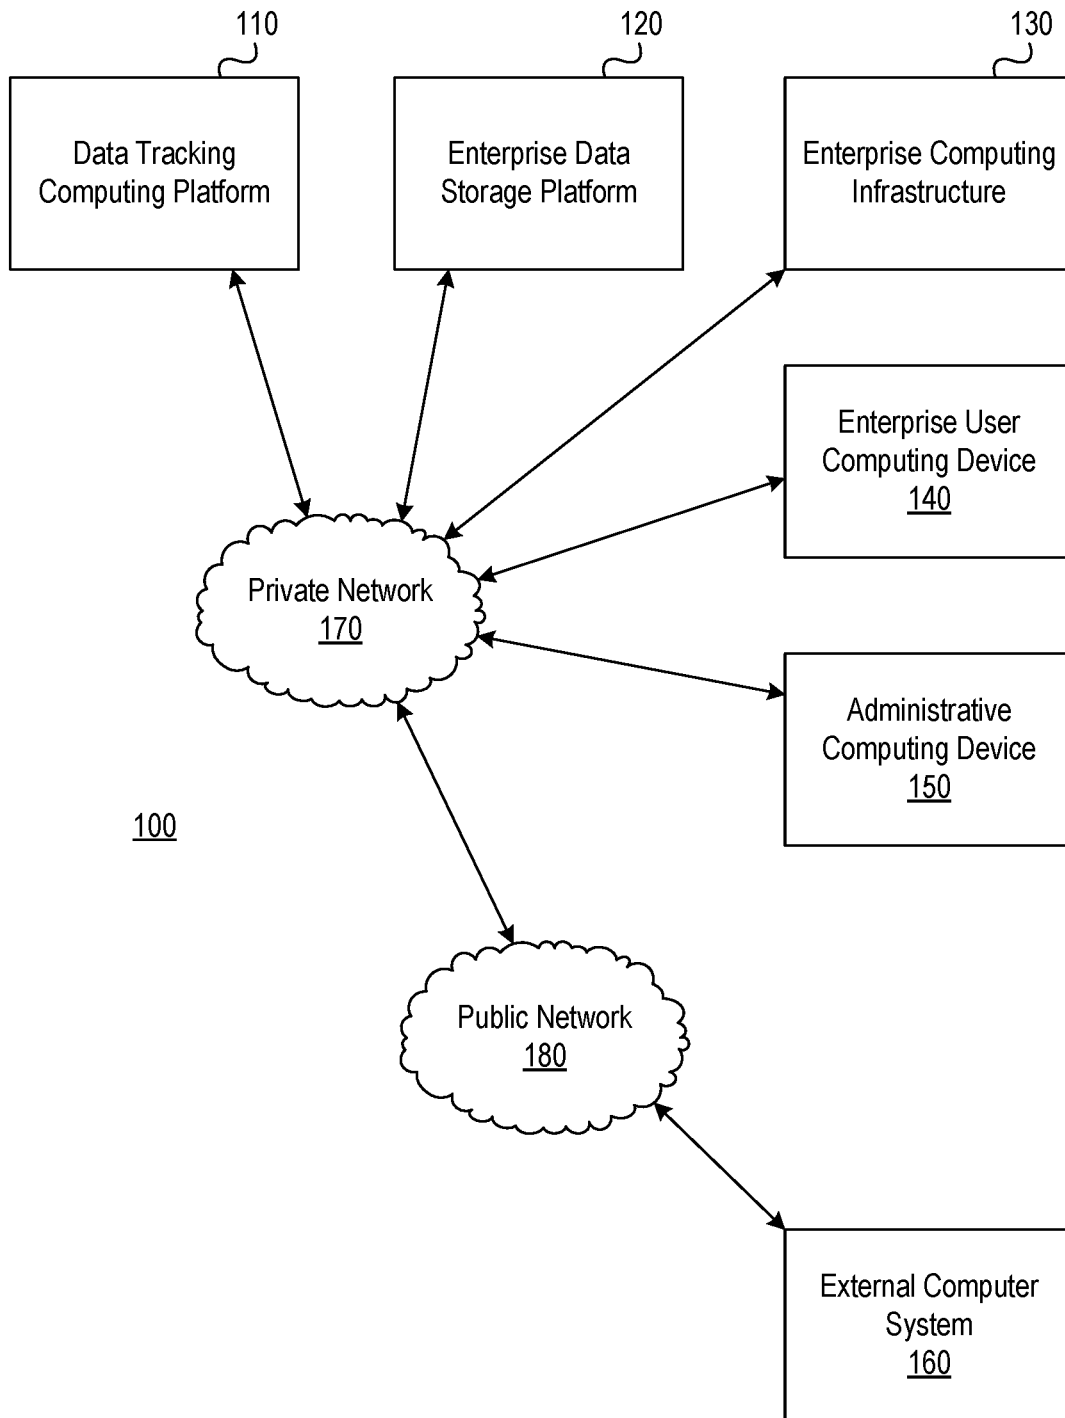 110
120
130
Data Tracking
Computing Platform
Enterprise Data
Storage Platform
Enterprise Computing
Infrastructure
Enterprise User
Computing Device
140
Private Network
170
Administrative
Computing Device
150
100
Public Network
180
External Computer
System
160